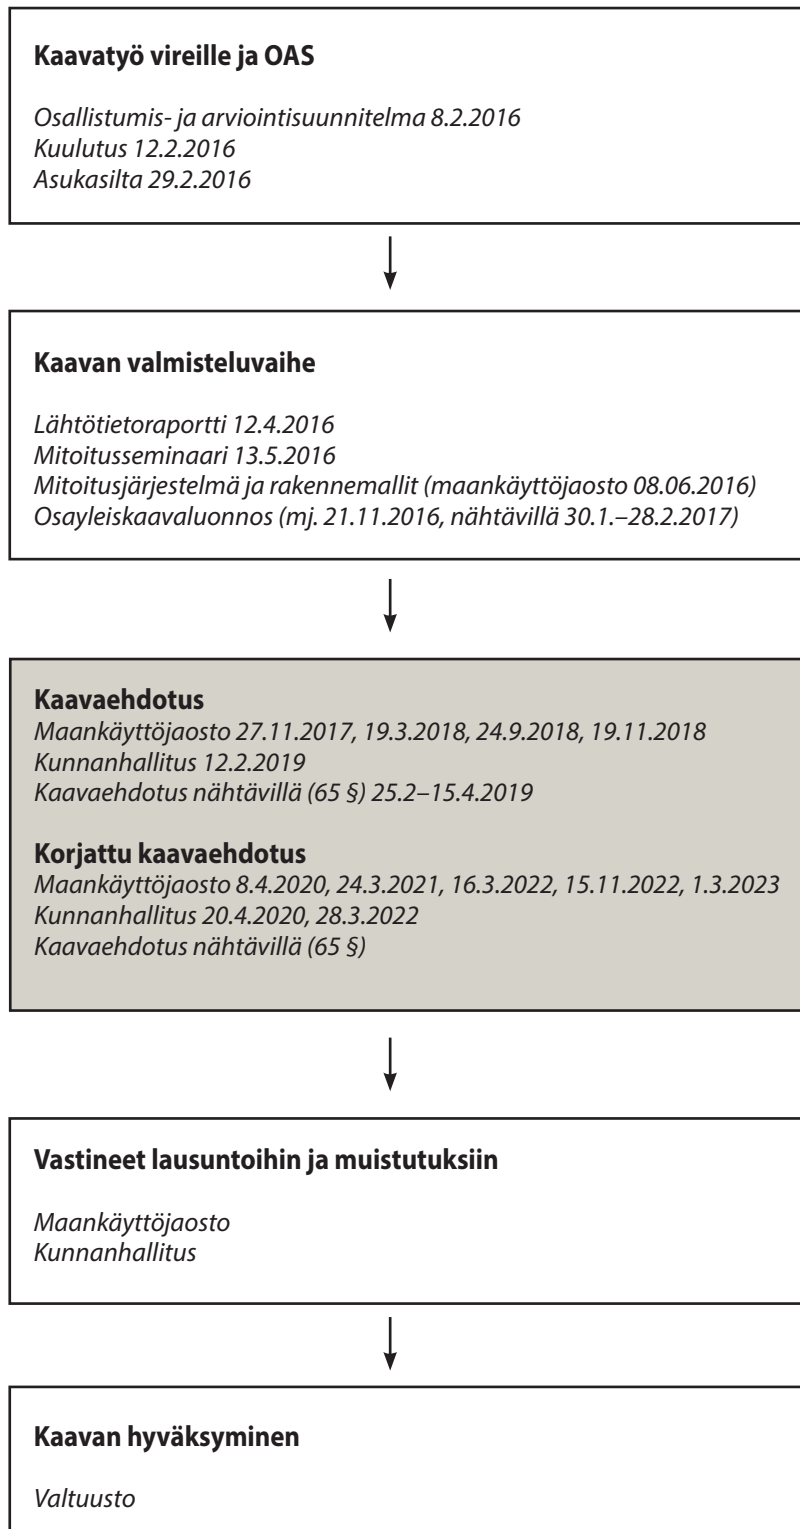 Kaavatyö vireille ja OAS
Osallistumis- ja arviointisuunnitelma 8.2.2016
Kuulutus 12.2.2016
Asukasilta 29.2.2016
Kaavan valmisteluvaihe
Lähtötietoraportti 12.4.2016
Mitoitusseminaari 13.5.2016
Mitoitusjärjestelmä ja rakennemallit (maankäyttöjaosto 08.06.2016)
Osayleiskaavaluonnos (mj. 21.11.2016, nähtävillä 30.1.–28.2.2017)
Kaavaehdotus
Maankäyttöjaosto 27.11.2017, 19.3.2018, 24.9.2018, 19.11.2018
Kunnanhallitus 12.2.2019
Kaavaehdotus nähtävillä (65 §) 25.2–15.4.2019
Korjattu kaavaehdotus
Maankäyttöjaosto 8.4.2020, 24.3.2021, 16.3.2022, 15.11.2022, 1.3.2023
Kunnanhallitus 20.4.2020, 28.3.2022
Kaavaehdotus nähtävillä (65 §)
Vastineet lausuntoihin ja muistutuksiin
Maankäyttöjaosto
Kunnanhallitus
Kaavan hyväksyminen
Valtuusto